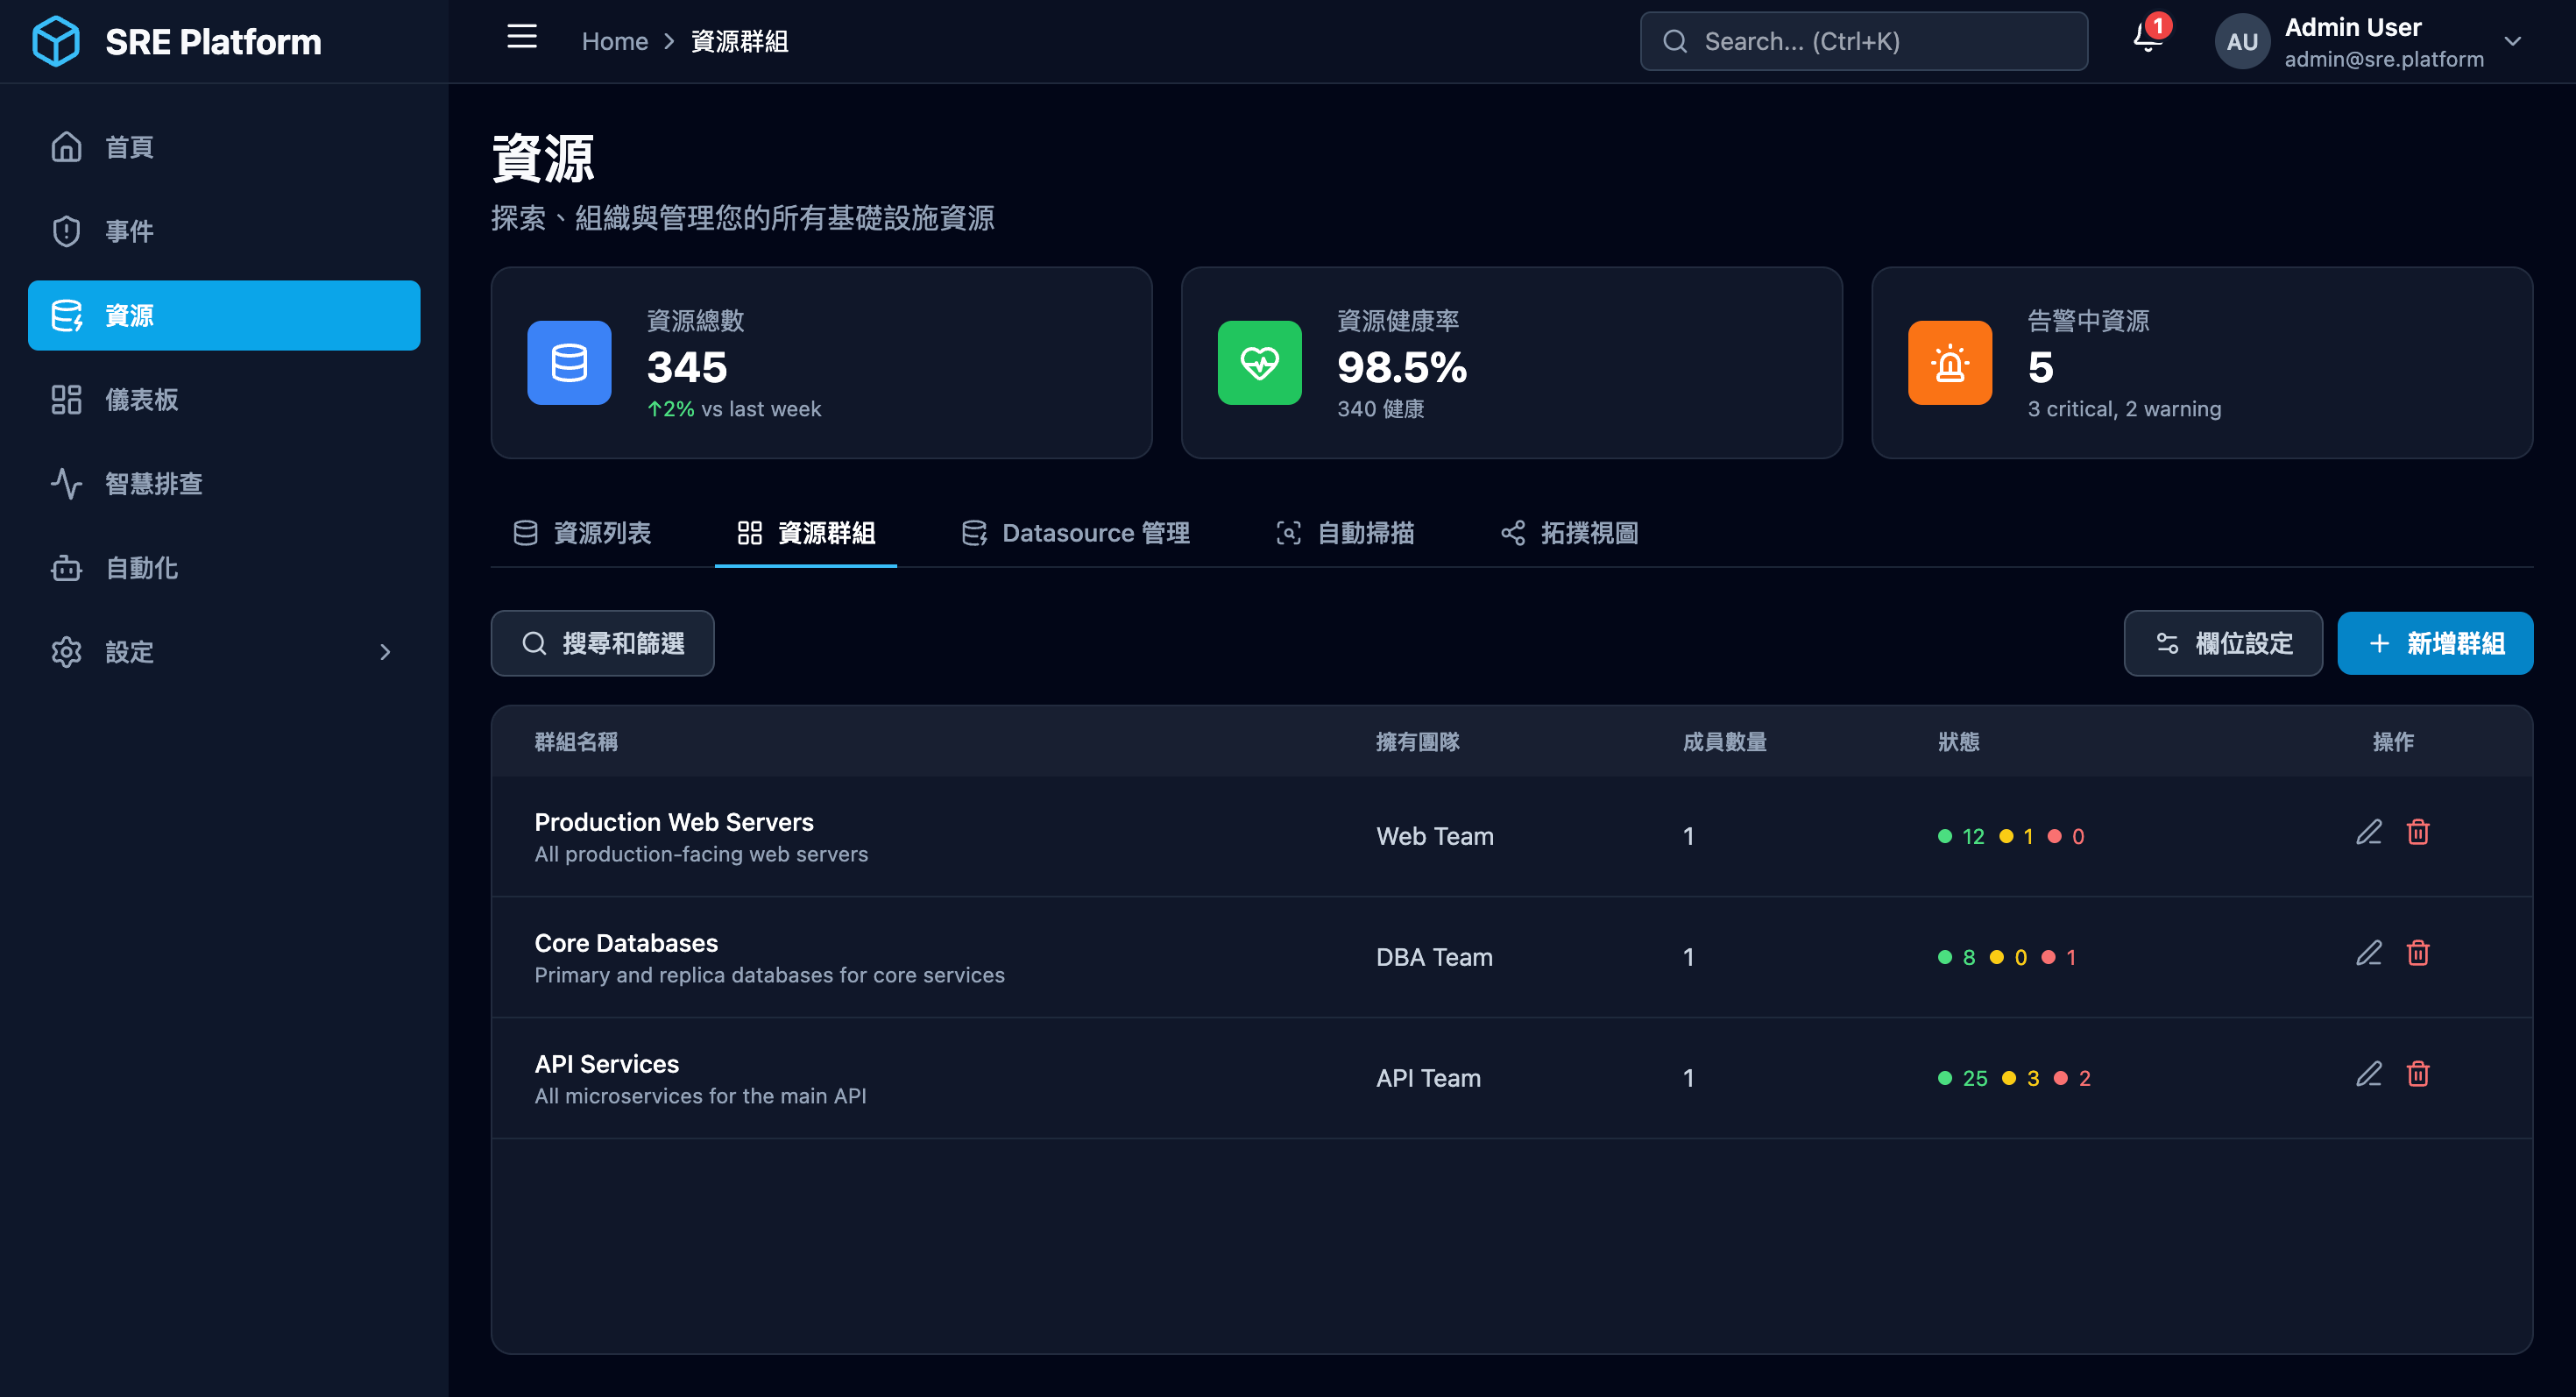 SRE Platform
Home > 資源群組
Search... (Ctrl+K)
1
AU
Admin User
admin@sre.platform
首頁
事件
資源
儀表板
智慧排查
自動化
設定
資源
探索、組織與管理您的所有基礎設施資源
資源總數
345
↑2% vs last week
資源健康率
98.5%
340 健康
告警中資源
5
3 critical, 2 warning
資源列表 資源群組 Datasource 管理 自動掃描 拓撲視圖
搜尋和篩選
欄位設定
+ 新增群組
群組名稱 擁有團隊 成員數量 狀態 操作
Production Web Servers
All production-facing web servers
Web Team 1 12 1 0
Core Databases
Primary and replica databases for core services
DBA Team 1 8 0 1
API Services
All microservices for the main API
API Team 1 25 3 2